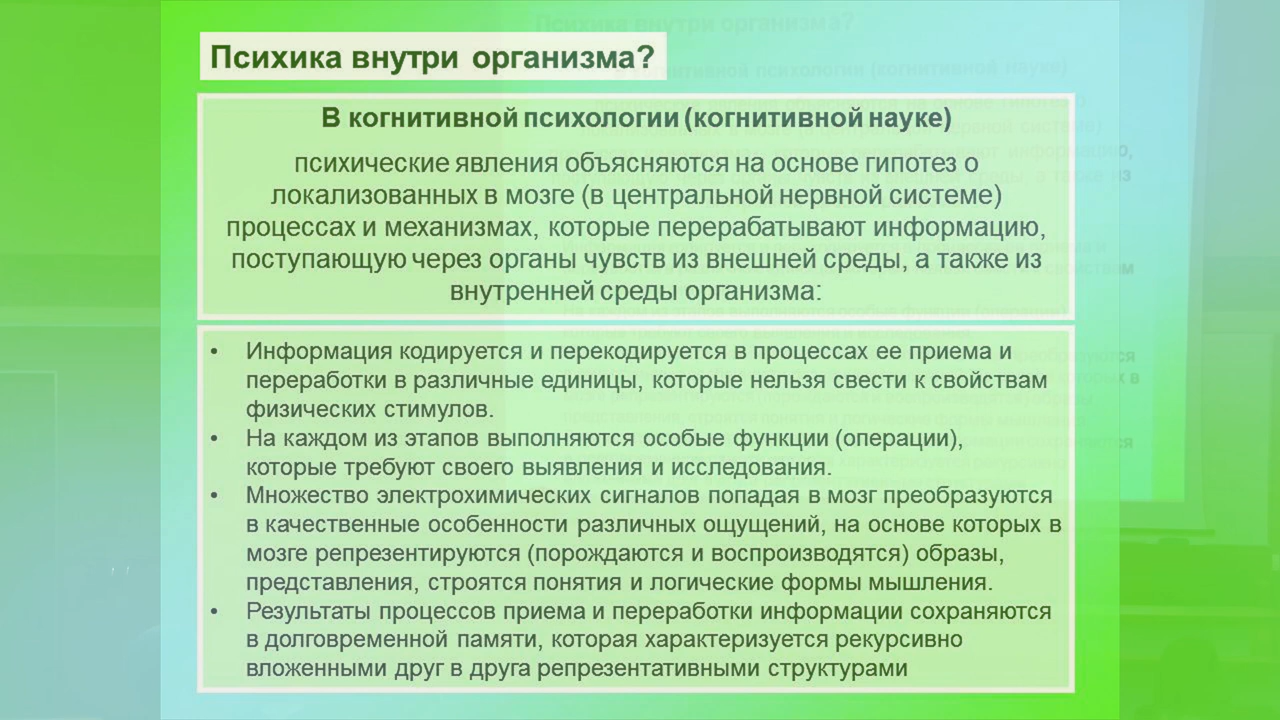 Психика внутри организма?
В когнитивной психологии (когнитивной науке)
психические явления объясняются на основе гипотез о
локализованных в мозге (в центральной нервной системе)
процессах и механизмах, которые перерабатывают информацию,
поступающую через органы чувств из внешней среды, а также из
внутренней среды организма:
• Информация кодируется и перекодируется в процессах ее приема и
переработки в различные единицы, которые нельзя свести к свойствам
физических стимулов.
• На каждом из этапов выполняются особые функции (операции),
которые требуют своего выявления и исследования.
• Множество электрохимических сигналов попадая в мозг преобразуются
в качественные особенности различных ощущений, на основе которых в
мозге репрезентируются (порождаются и воспроизводятся) образы,
представления, строятся понятия и логические формы мышления.
• Результаты процессов приема и переработки информации сохраняются
в долговременной памяти, которая характеризуется рекурсивно
вложенными друг в друга репрезентативными структурами